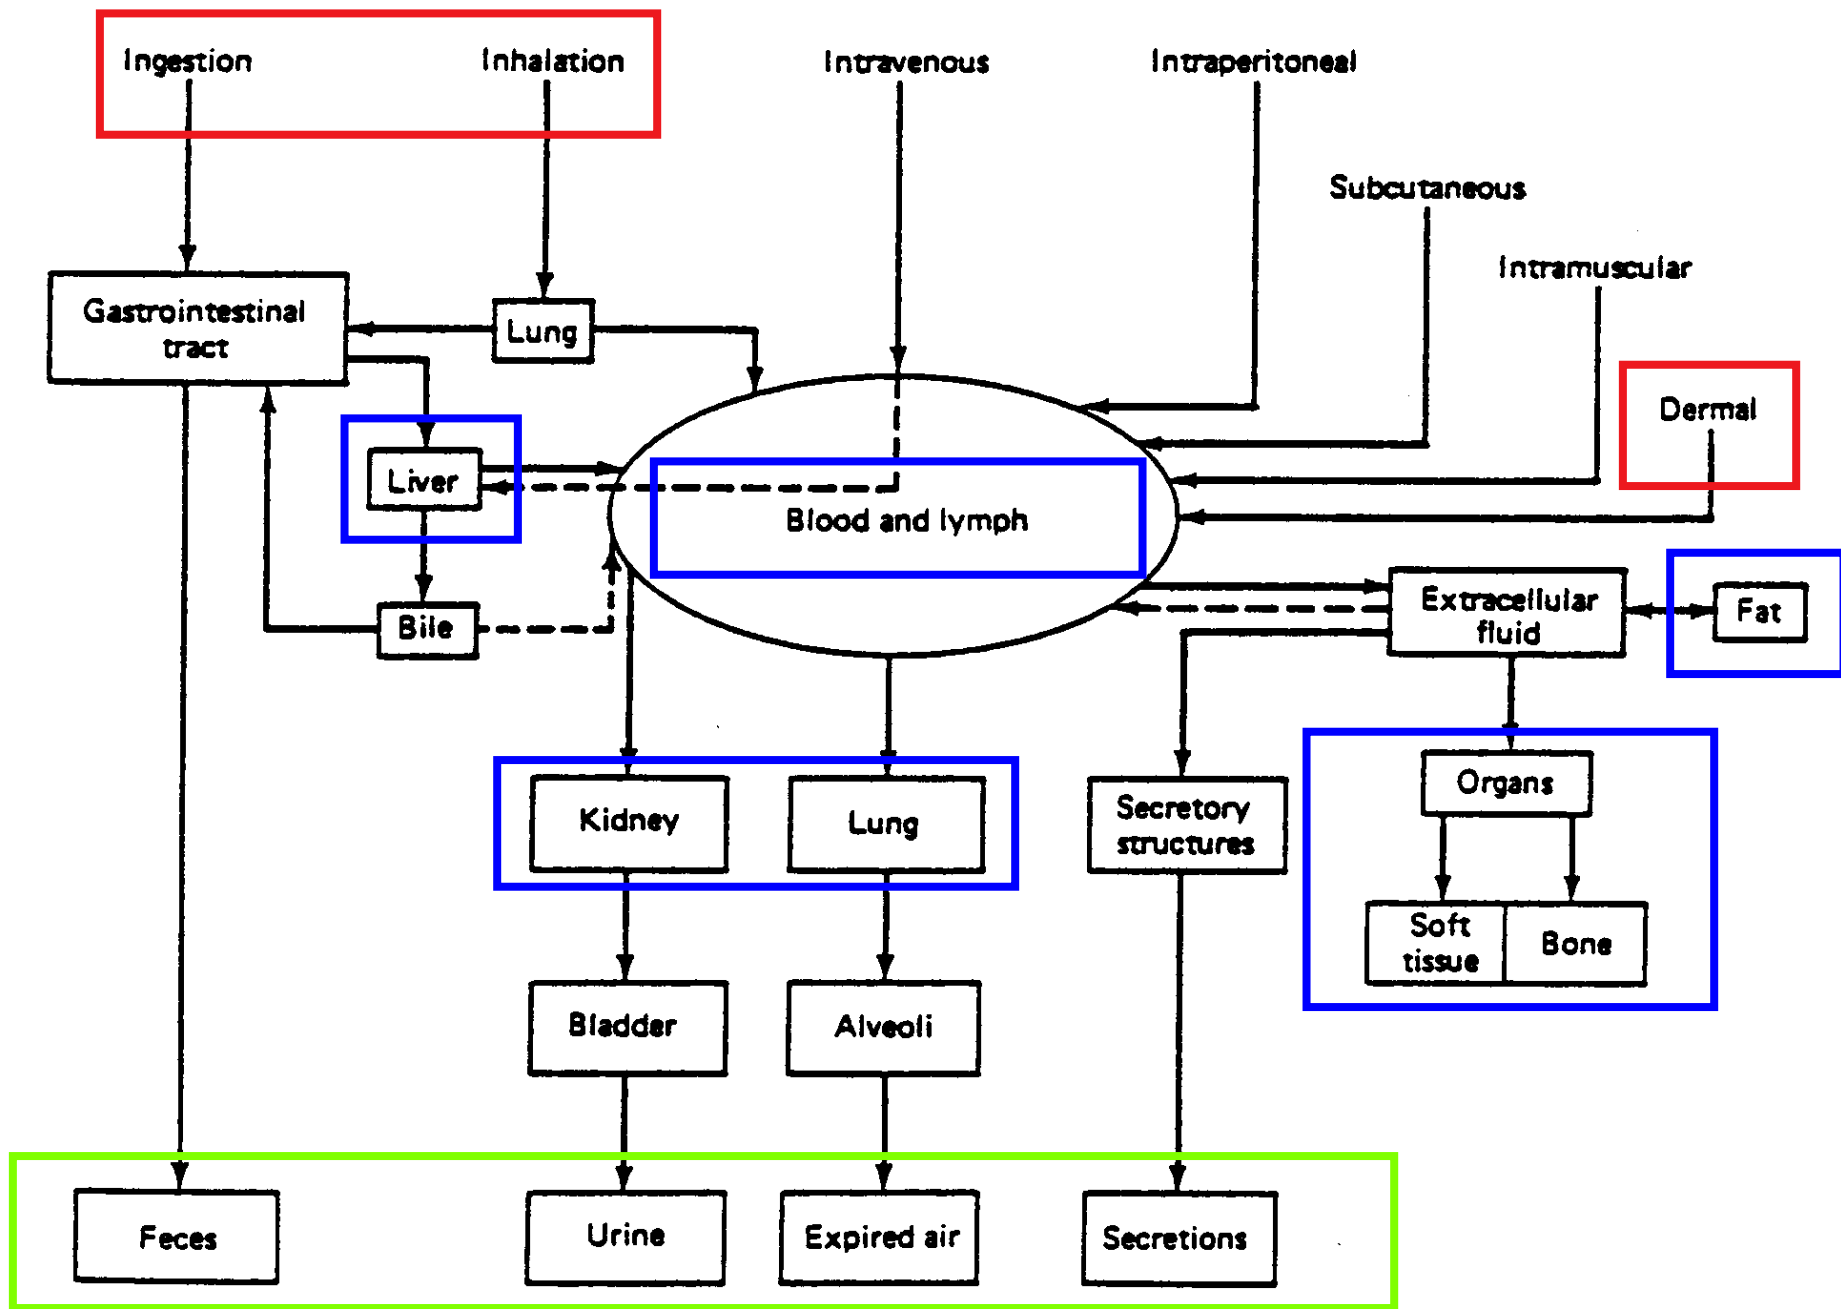 Ingestion
Inhalation
Intravenous
Intraperitoneal
Subcutaneous
Intramuscular
Gastrointestinal
tract
Lung
Dermal
Liver
Blood and lymph
Bile
Extracellular
fluid
Fat
Kidney
Lung
Secretory
structures
Organs
Soft
tissue
Bone
Bladder
Alveoli
Feces
Urine
Expired air
Secretions